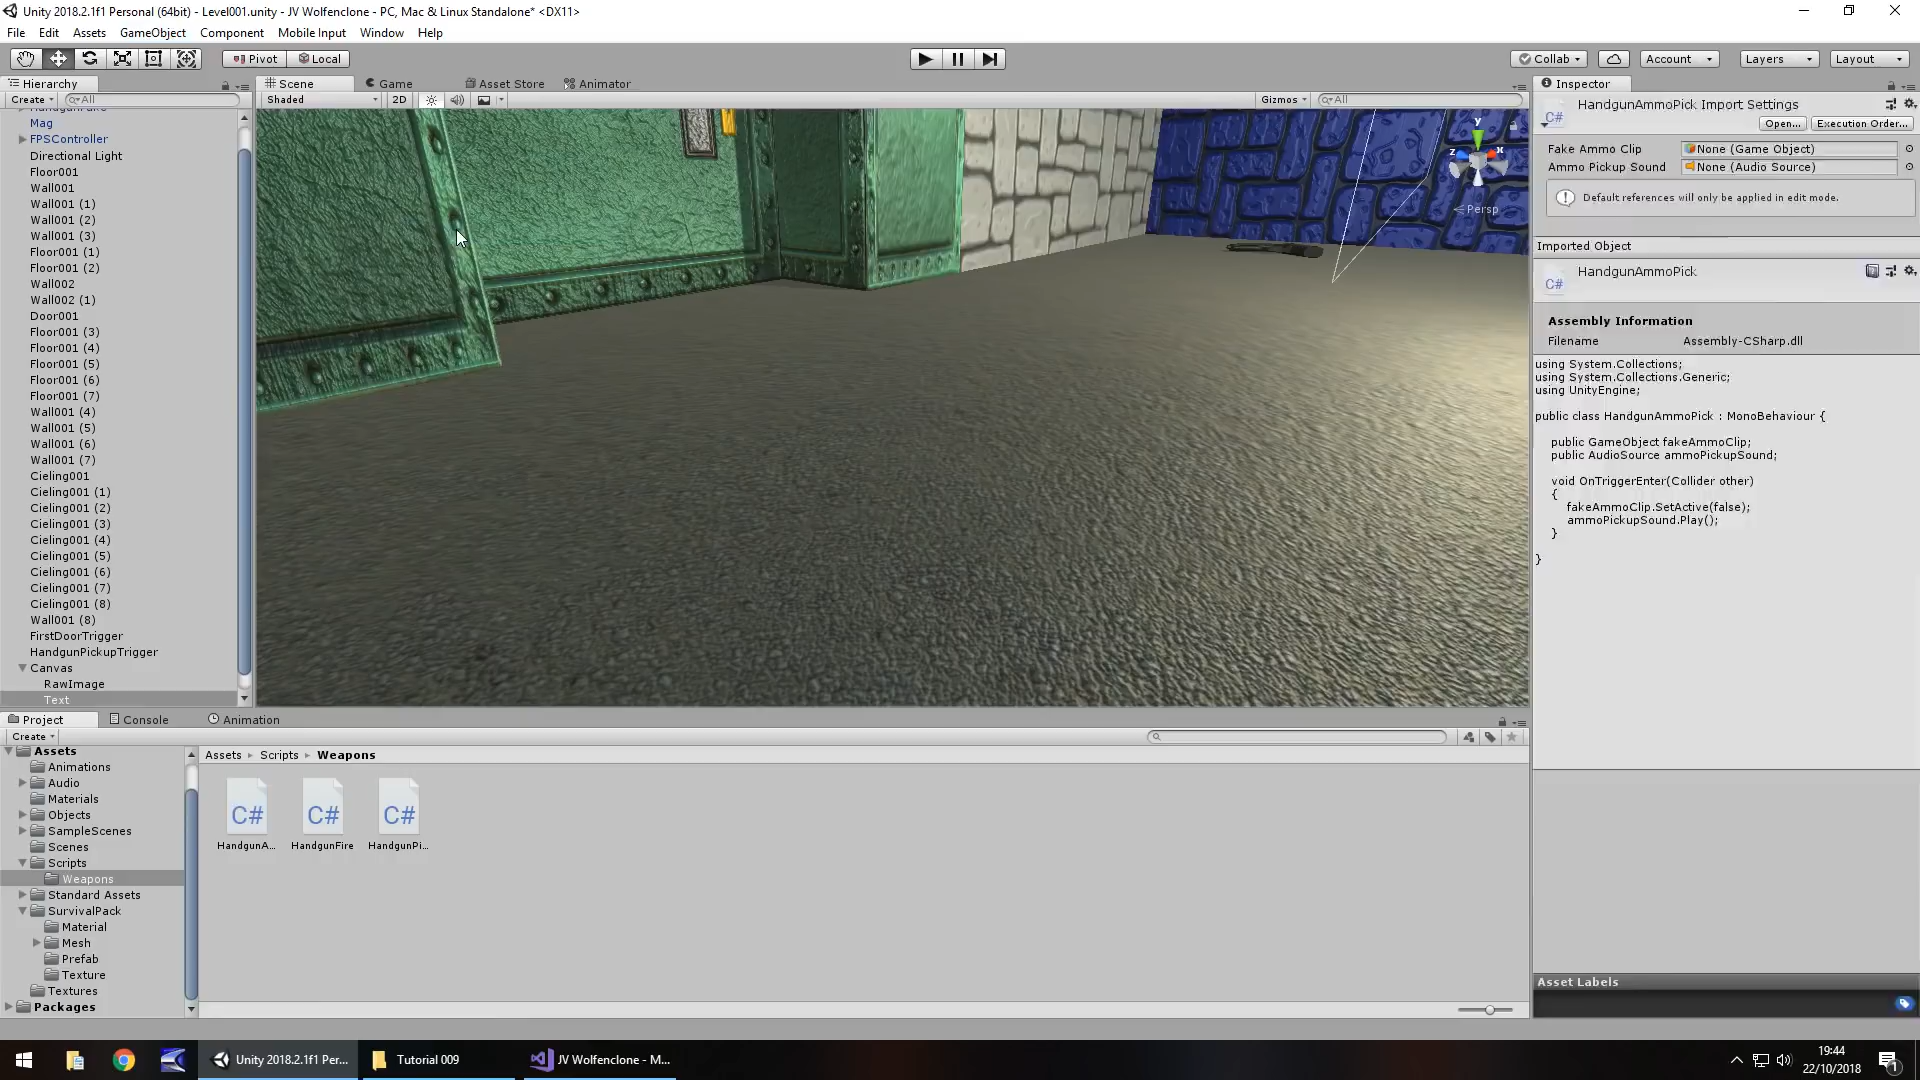 Unity 2018.2.1f1 Personal (64bit) - Level001.unity - JV Wolfenclone - PC, Mac & Linux Standalone* <DX11>
File Edit Assets GameObject Component Mobile Input Window Help
Pivot Local Collab Account Layers Layout
Hierarchy
Create All
Mag
FPSController
Directional Light
Floor001
Wall001
Wall001 (1)
Wall001 (2)
Wall001 (3)
Floor001 (1)
Floor001 (2)
Wall002
Wall002 (1)
Door001
Floor001 (3)
Floor001 (4)
Floor001 (5)
Floor001 (6)
Floor001 (7)
Wall001 (4)
Wall001 (5)
Wall001 (6)
Wall001 (7)
Cieling001
Cieling001 (1)
Cieling001 (2)
Cieling001 (3)
Cieling001 (4)
Cieling001 (5)
Cieling001 (6)
Cieling001 (7)
Cieling001 (8)
Wall001 (8)
FirstDoorTrigger
HandgunPickupTrigger
Canvas
RawImage
Text
Scene Game Asset Store Animator
Shaded 2D Gizmos All
y
z x
Persp
Inspector
HandgunAmmoPick Import Settings
C#
Open... Execution Order...
Fake Ammo Clip None (Game Object)
Ammo Pickup Sound None (Audio Source)
Default references will only be applied in edit mode.
Imported Object
HandgunAmmoPick
C#
Assembly Information
Filename Assembly-CSharp.dll
using System.Collections;
using System.Collections.Generic;
using UnityEngine;
public class HandgunAmmoPick : MonoBehaviour {
public GameObject fakeAmmoClip;
public AudioSource ammoPickupSound;
void OnTriggerEnter(Collider other)
{
fakeAmmoClip.SetActive(false);
ammoPickupSound.Play();
}
}
Asset Labels
Project Console Animation
Create
Assets
Animations
Audio
Materials
Objects
SampleScenes
Scenes
Scripts
Weapons
Standard Assets
SurvivalPack
Material
Mesh
Prefab
Texture
Textures
Packages
Assets Scripts Weapons
C# C# C#
HandgunA... HandgunFire HandgunPi...
Unity 2018.2.1f1 Per... Tutorial 009 JV Wolfenclone - M...
19:44
22/10/2018
1